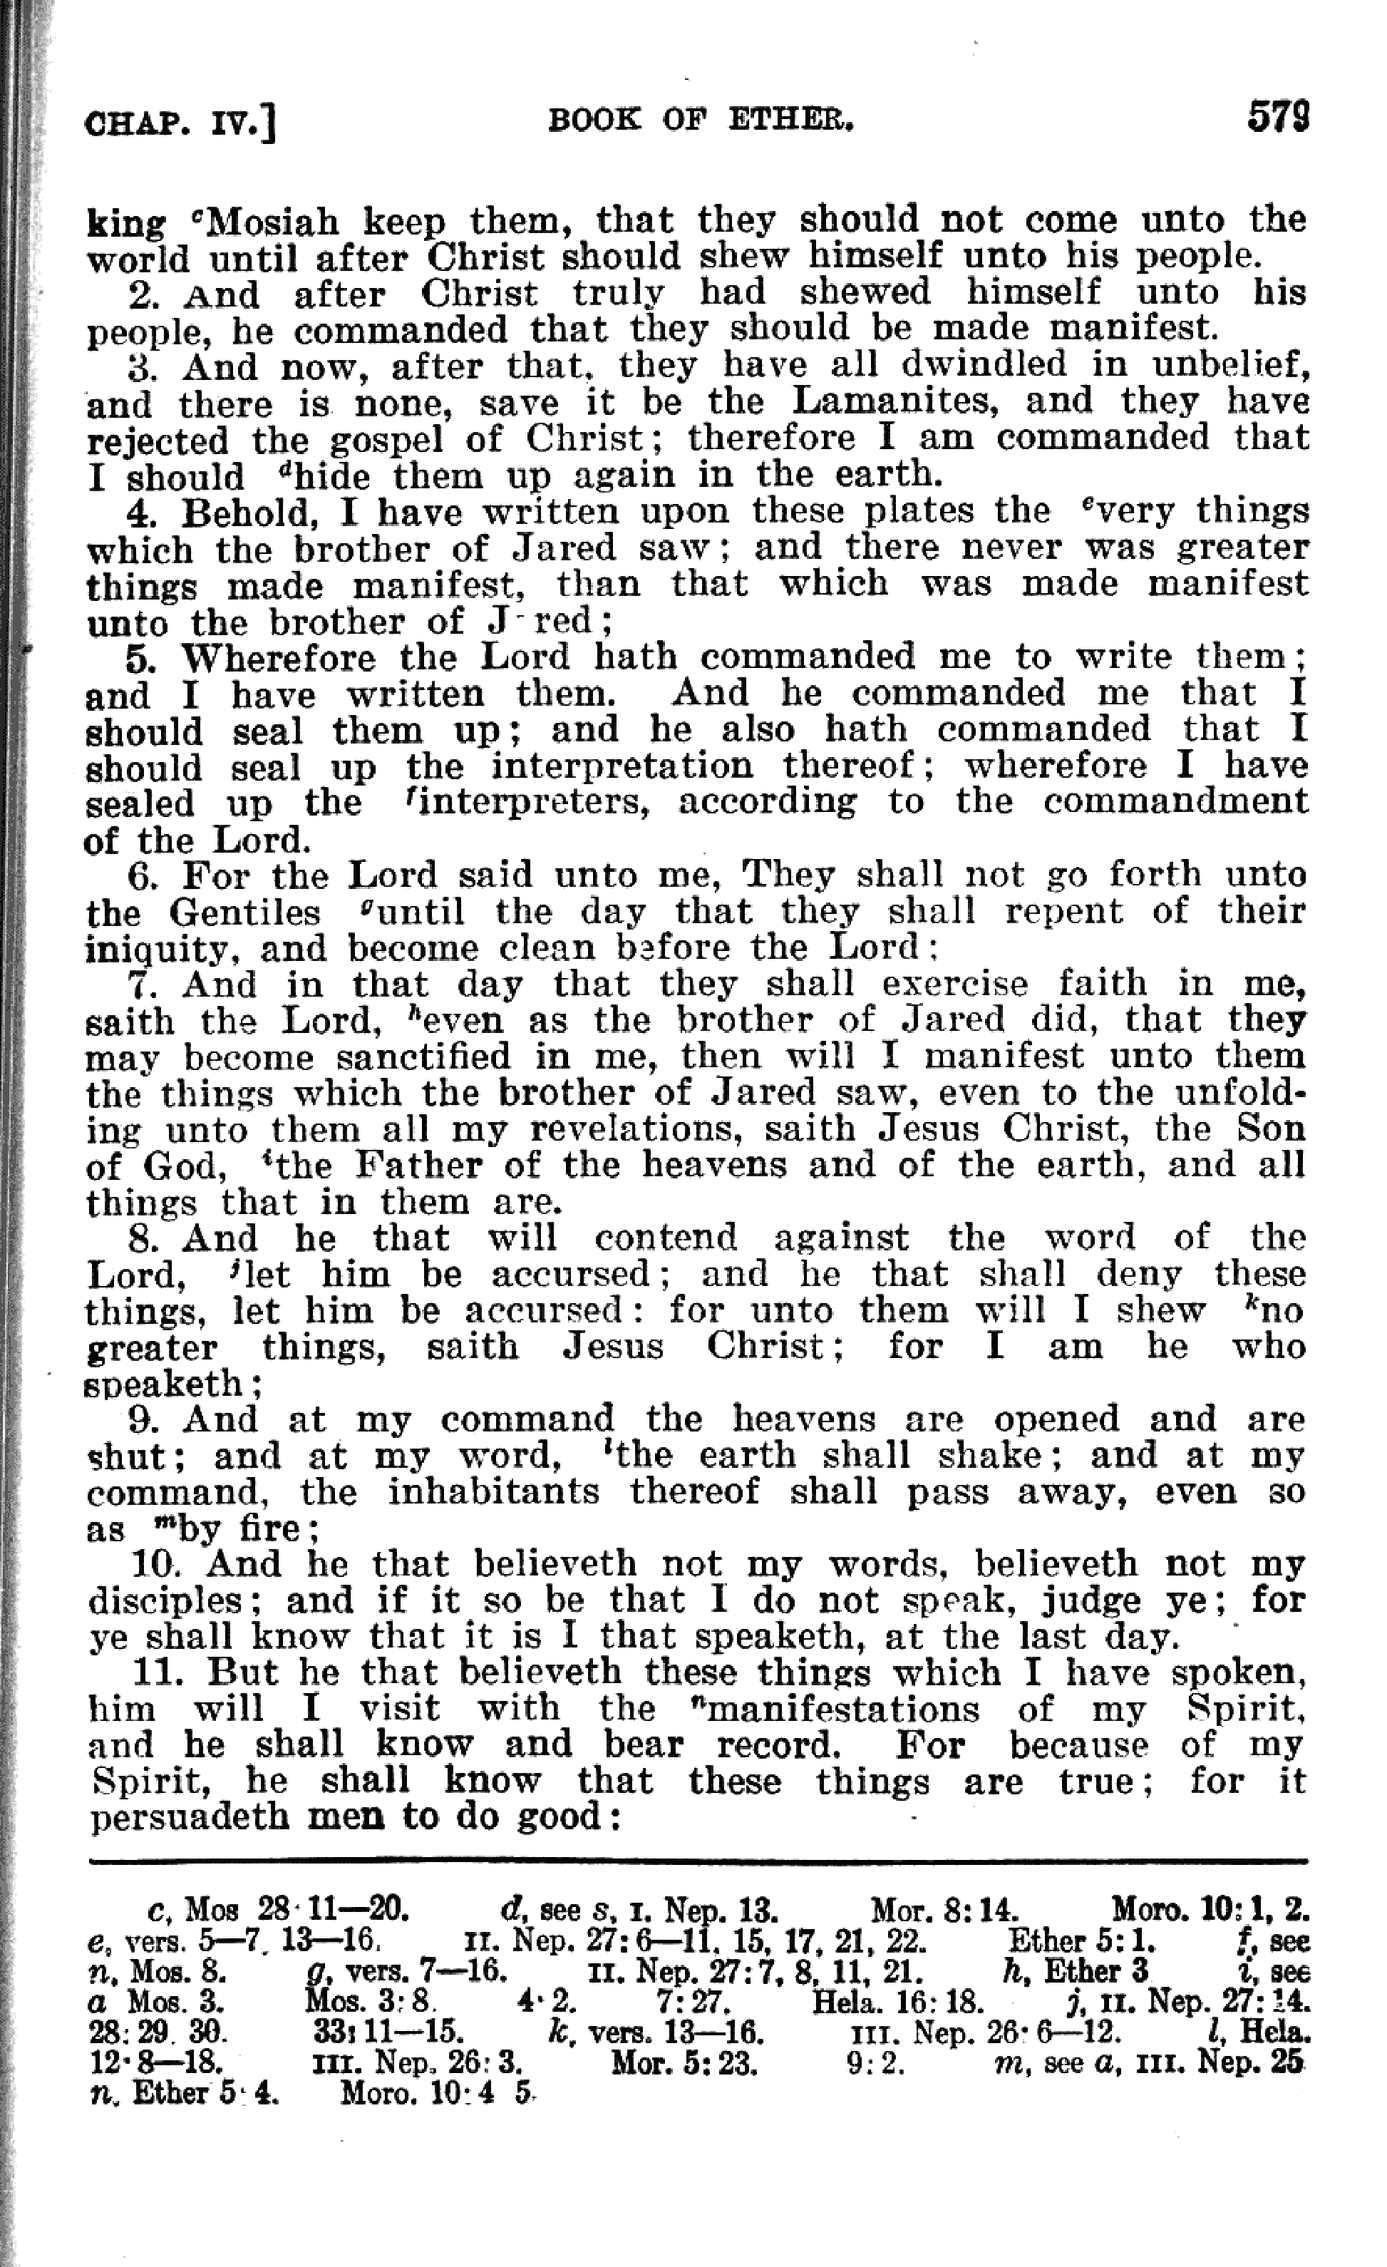 CHAP. IV.] BOOK OF ETHER. 579
king ᶜMosiah keep them, that they should not come unto the
world until after Christ should shew himself unto his people.
2. And after Christ truly had shewed himself unto his
people, he commanded that they should be made manifest.
3. And now, after that, they have all dwindled in unbelief,
and there is none, save it be the Lamanites, and they have
rejected the gospel of Christ; therefore I am commanded that
I should ᵈhide them up again in the earth.
4. Behold, I have written upon these plates the ᵉvery things
which the brother of Jared saw; and there never was greater
things made manifest, than that which was made manifest
unto the brother of J-red;
5. Wherefore the Lord hath commanded me to write them;
and I have written them. And he commanded me that I
should seal them up; and he also hath commanded that I
should seal up the interpretation thereof; wherefore I have
sealed up the ᶠinterpreters, according to the commandment
of the Lord.
6. For the Lord said unto me, They shall not go forth unto
the Gentiles ᵍuntil the day that they shall repent of their
iniquity, and become clean before the Lord:
7. And in that day that they shall exercise faith in me,
saith the Lord, ʰeven as the brother of Jared did, that they
may become sanctified in me, then will I manifest unto them
the things which the brother of Jared saw, even to the unfold-
ing unto them all my revelations, saith Jesus Christ, the Son
of God, ⁱthe Father of the heavens and of the earth, and all
things that in them are.
8. And he that will contend against the word of the
Lord, ʲlet him be accursed; and he that shall deny these
things, let him be accursed: for unto them will I shew ᵏno
greater things, saith Jesus Christ; for I am he who
speaketh;
9. And at my command the heavens are opened and are
shut; and at my word, ˡthe earth shall shake; and at my
command, the inhabitants thereof shall pass away, even so
as ᵐby fire;
10. And he that believeth not my words, believeth not my
disciples; and if it so be that I do not speak, judge ye; for
ye shall know that it is I that speaketh, at the last day.
11. But he that believeth these things which I have spoken,
him will I visit with the ⁿmanifestations of my Spirit,
and he shall know and bear record. For because of my
Spirit, he shall know that these things are true; for it
persuadeth men to do good:
c, Mos 28·11—20. d, see s, I. Nep. 13. Mor. 8:14. Moro. 10:1, 2.
e, vers. 5—7. 13—16. II. Nep. 27:6—11, 15, 17, 21, 22. Ether 5:1. f, see
n, Mos. 8. g, vers. 7—16. II. Nep. 27:7, 8, 11, 21. h, Ether 3 i, see
a Mos. 3. Mos. 3:8. 4·2. 7:27. Hela. 16:18. j, II. Nep. 27:14.
28:29. 30. 33:11—15. k, vers. 13—16. III. Nep. 26:6—12. l, Hela.
12·8—18. III. Nep. 26:3. Mor. 5:23. 9:2. m, see a, III. Nep. 25
n. Ether 5:4. Moro. 10:4 5.